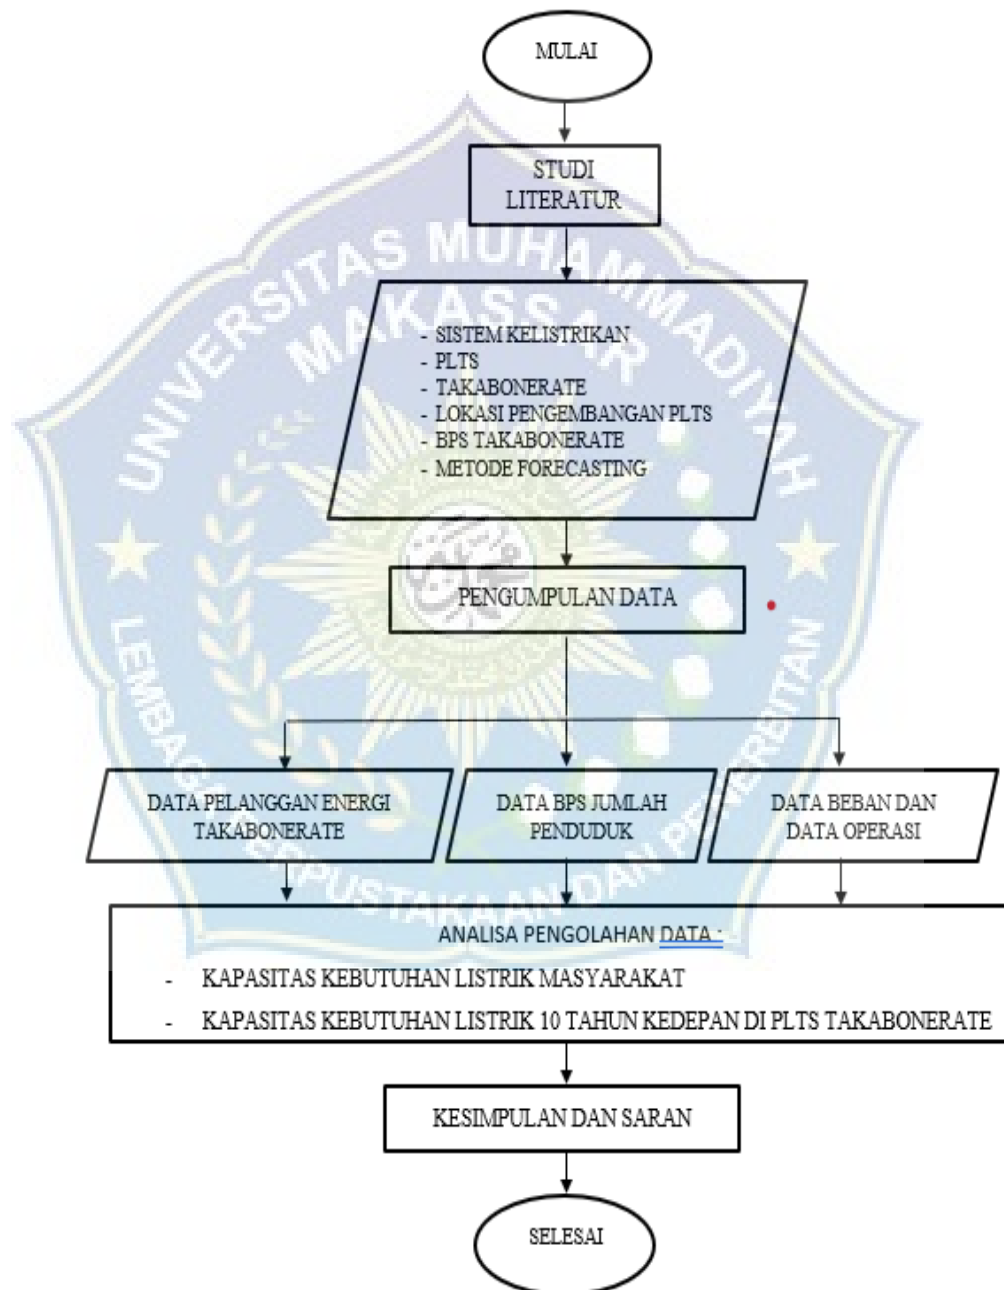 MULAI
STUDI
LITERATUR
UNIVERSITAS MUHAMMADIYAH
MAKASSAR
- SISTEM KELISTRIKAN
- PLTS
- TAKABONERATE
- LOKASI PENGEMBANGAN PLTS
- BPS TAKABONERATE
- METODE FORECASTING
PENGUMPULAN DATA
DATA PELANGGAN ENERGI
TAKABONERATE
DATA BPS JUMLAH
PENDUDUK
DATA BEBAN DAN
DATA OPERASI
LEMBAGA PERPUSTAKAAN DAN PENERBITAN
ANALISA PENGOLAHAN DATA :
- KAPASITAS KEBUTUHAN LISTRIK MASYARAKAT
- KAPASITAS KEBUTUHAN LISTRIK 10 TAHUN KEDEPAN DI PLTS TAKABONERATE
KESIMPULAN DAN SARAN
SELESAI